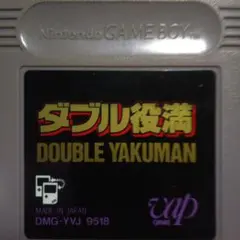 Nintendo GAME BOY
ダブル役満
DOUBLE YAKUMAN
MADE IN JAPAN
DMG-YVJ 9518
vap